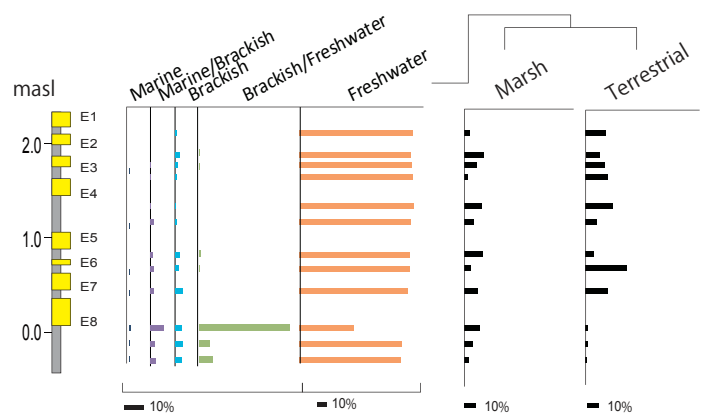 Marine
Marine/Brackish
Brackish
Brackish/Freshwater
Freshwater
Marsh
Terrestrial
masl
E1
2.0
E2
E3
E4
1.0
E5
E6
E7
E8
0.0
10%
10%
10%
10%